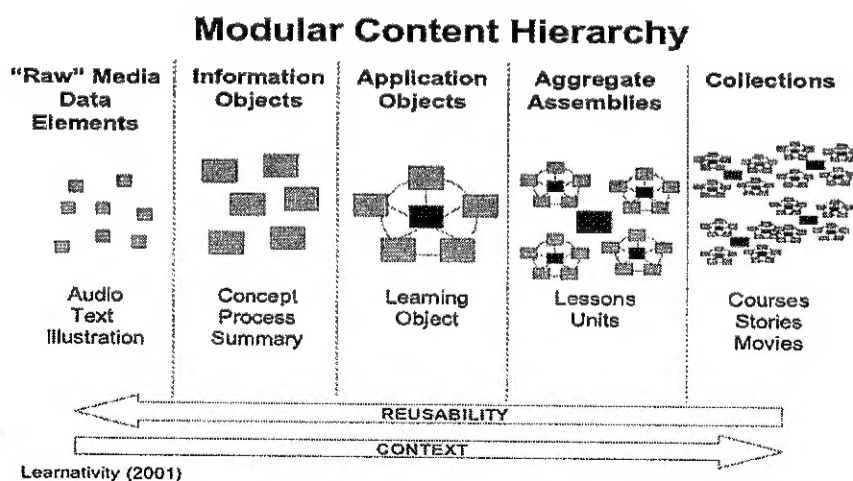 Modular Content Hierarchy
"Raw" Media
Data
Elements
Information
Objects
Application
Objects
Aggregate
Assemblies
Collections
Audio
Text
Illustration
Concept
Process
Summary
Learning
Object
Lessons
Units
Courses
Stories
Movies
REUSABILITY
CONTEXT
Learnativity (2001)